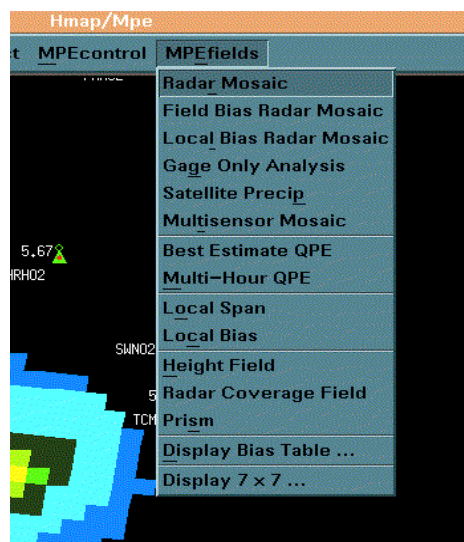 Hmap/Mpe
t MPEcontrol MPEfields
Radar Mosaic
Field Bias Radar Mosaic
Local Bias Radar Mosaic
Gage Only Analysis
Satellite Precip
Multisensor Mosaic
Best Estimate QPE
Multi-Hour QPE
Local Span
Local Bias
Height Field
Radar Coverage Field
Prism
Display Bias Table ...
Display 7 x 7 ...
5.67
HRHO2
SWNO2
5
TCM